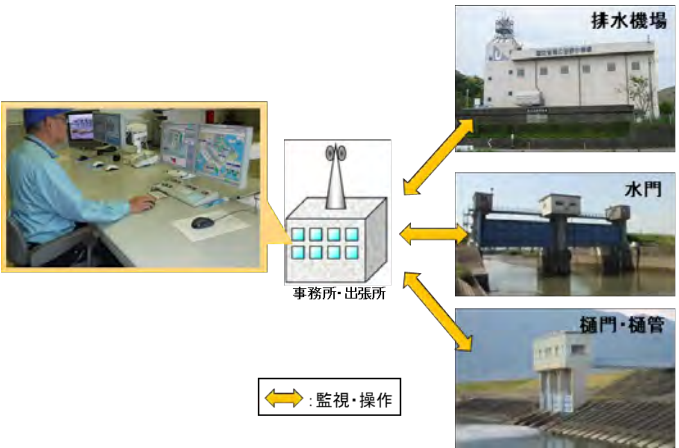 排水機場
水門
事務所・出張所
樋門・樋管
：監視・操作